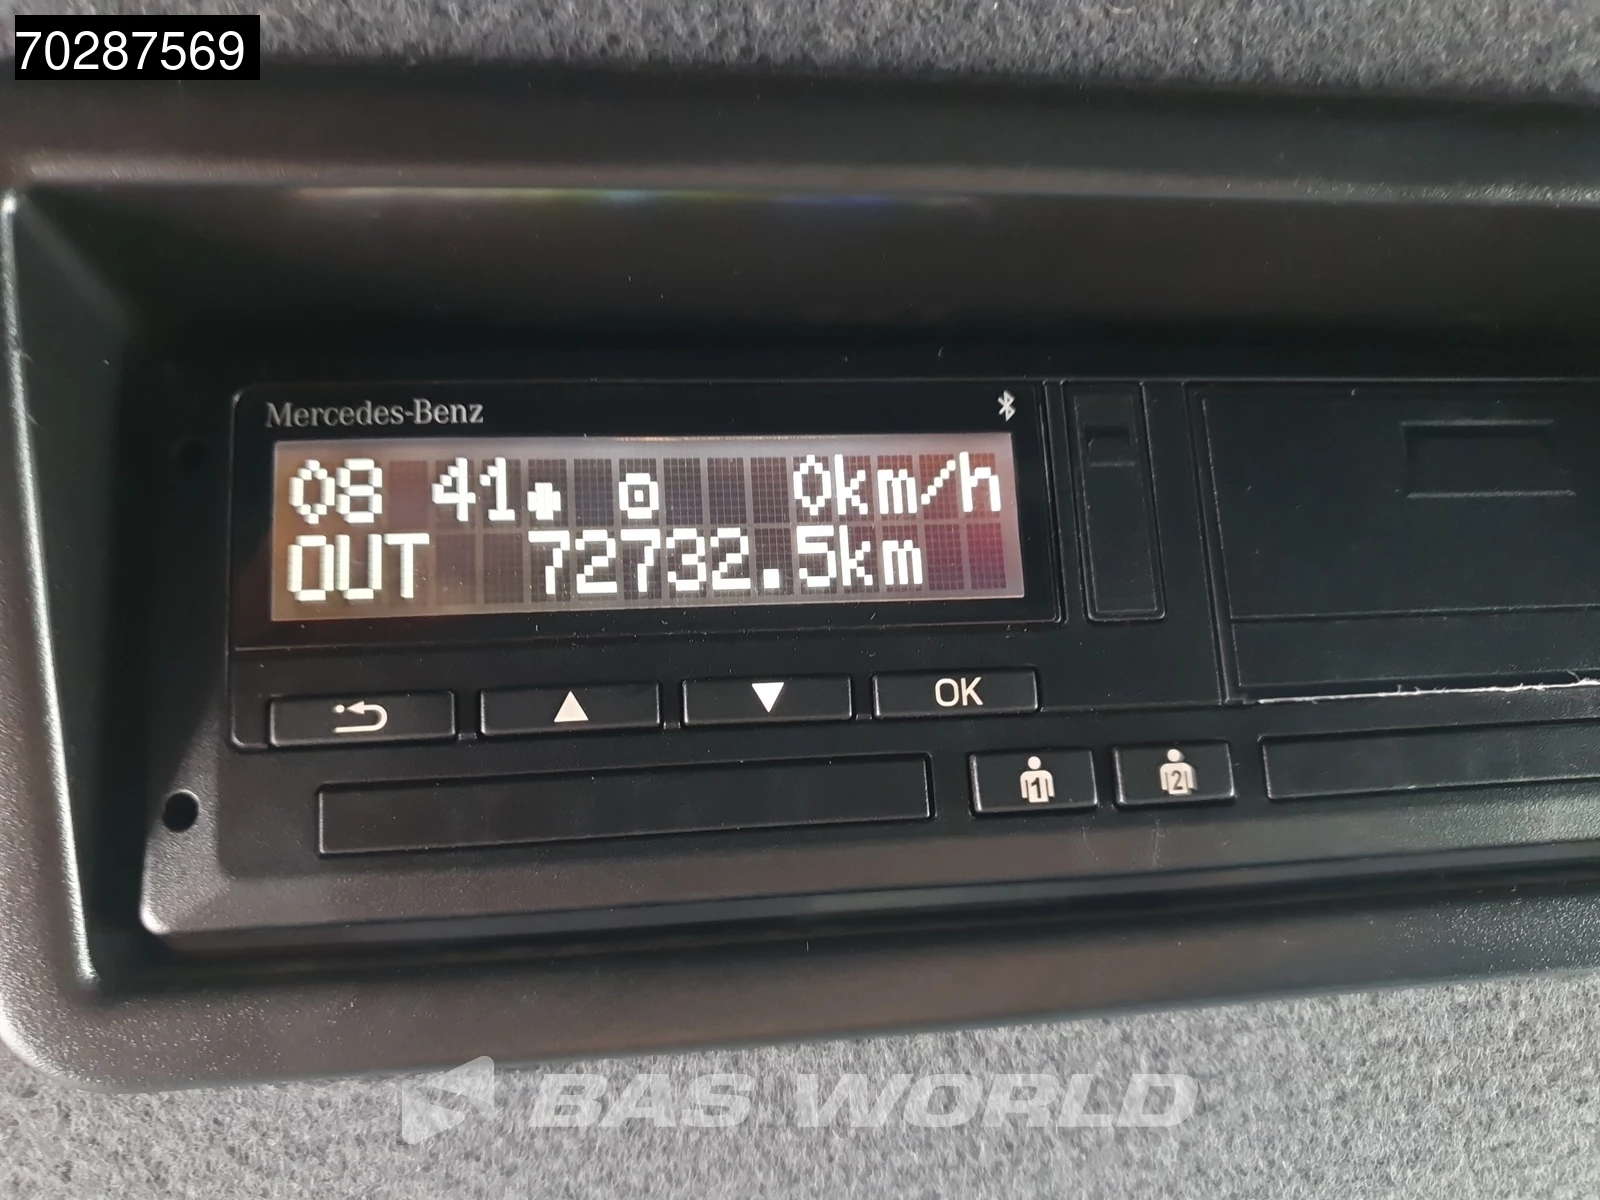 70287569
Mercedes-Benz
08 41 0km/h
OUT 72732.5km
OK
1 2
BAS WORLD